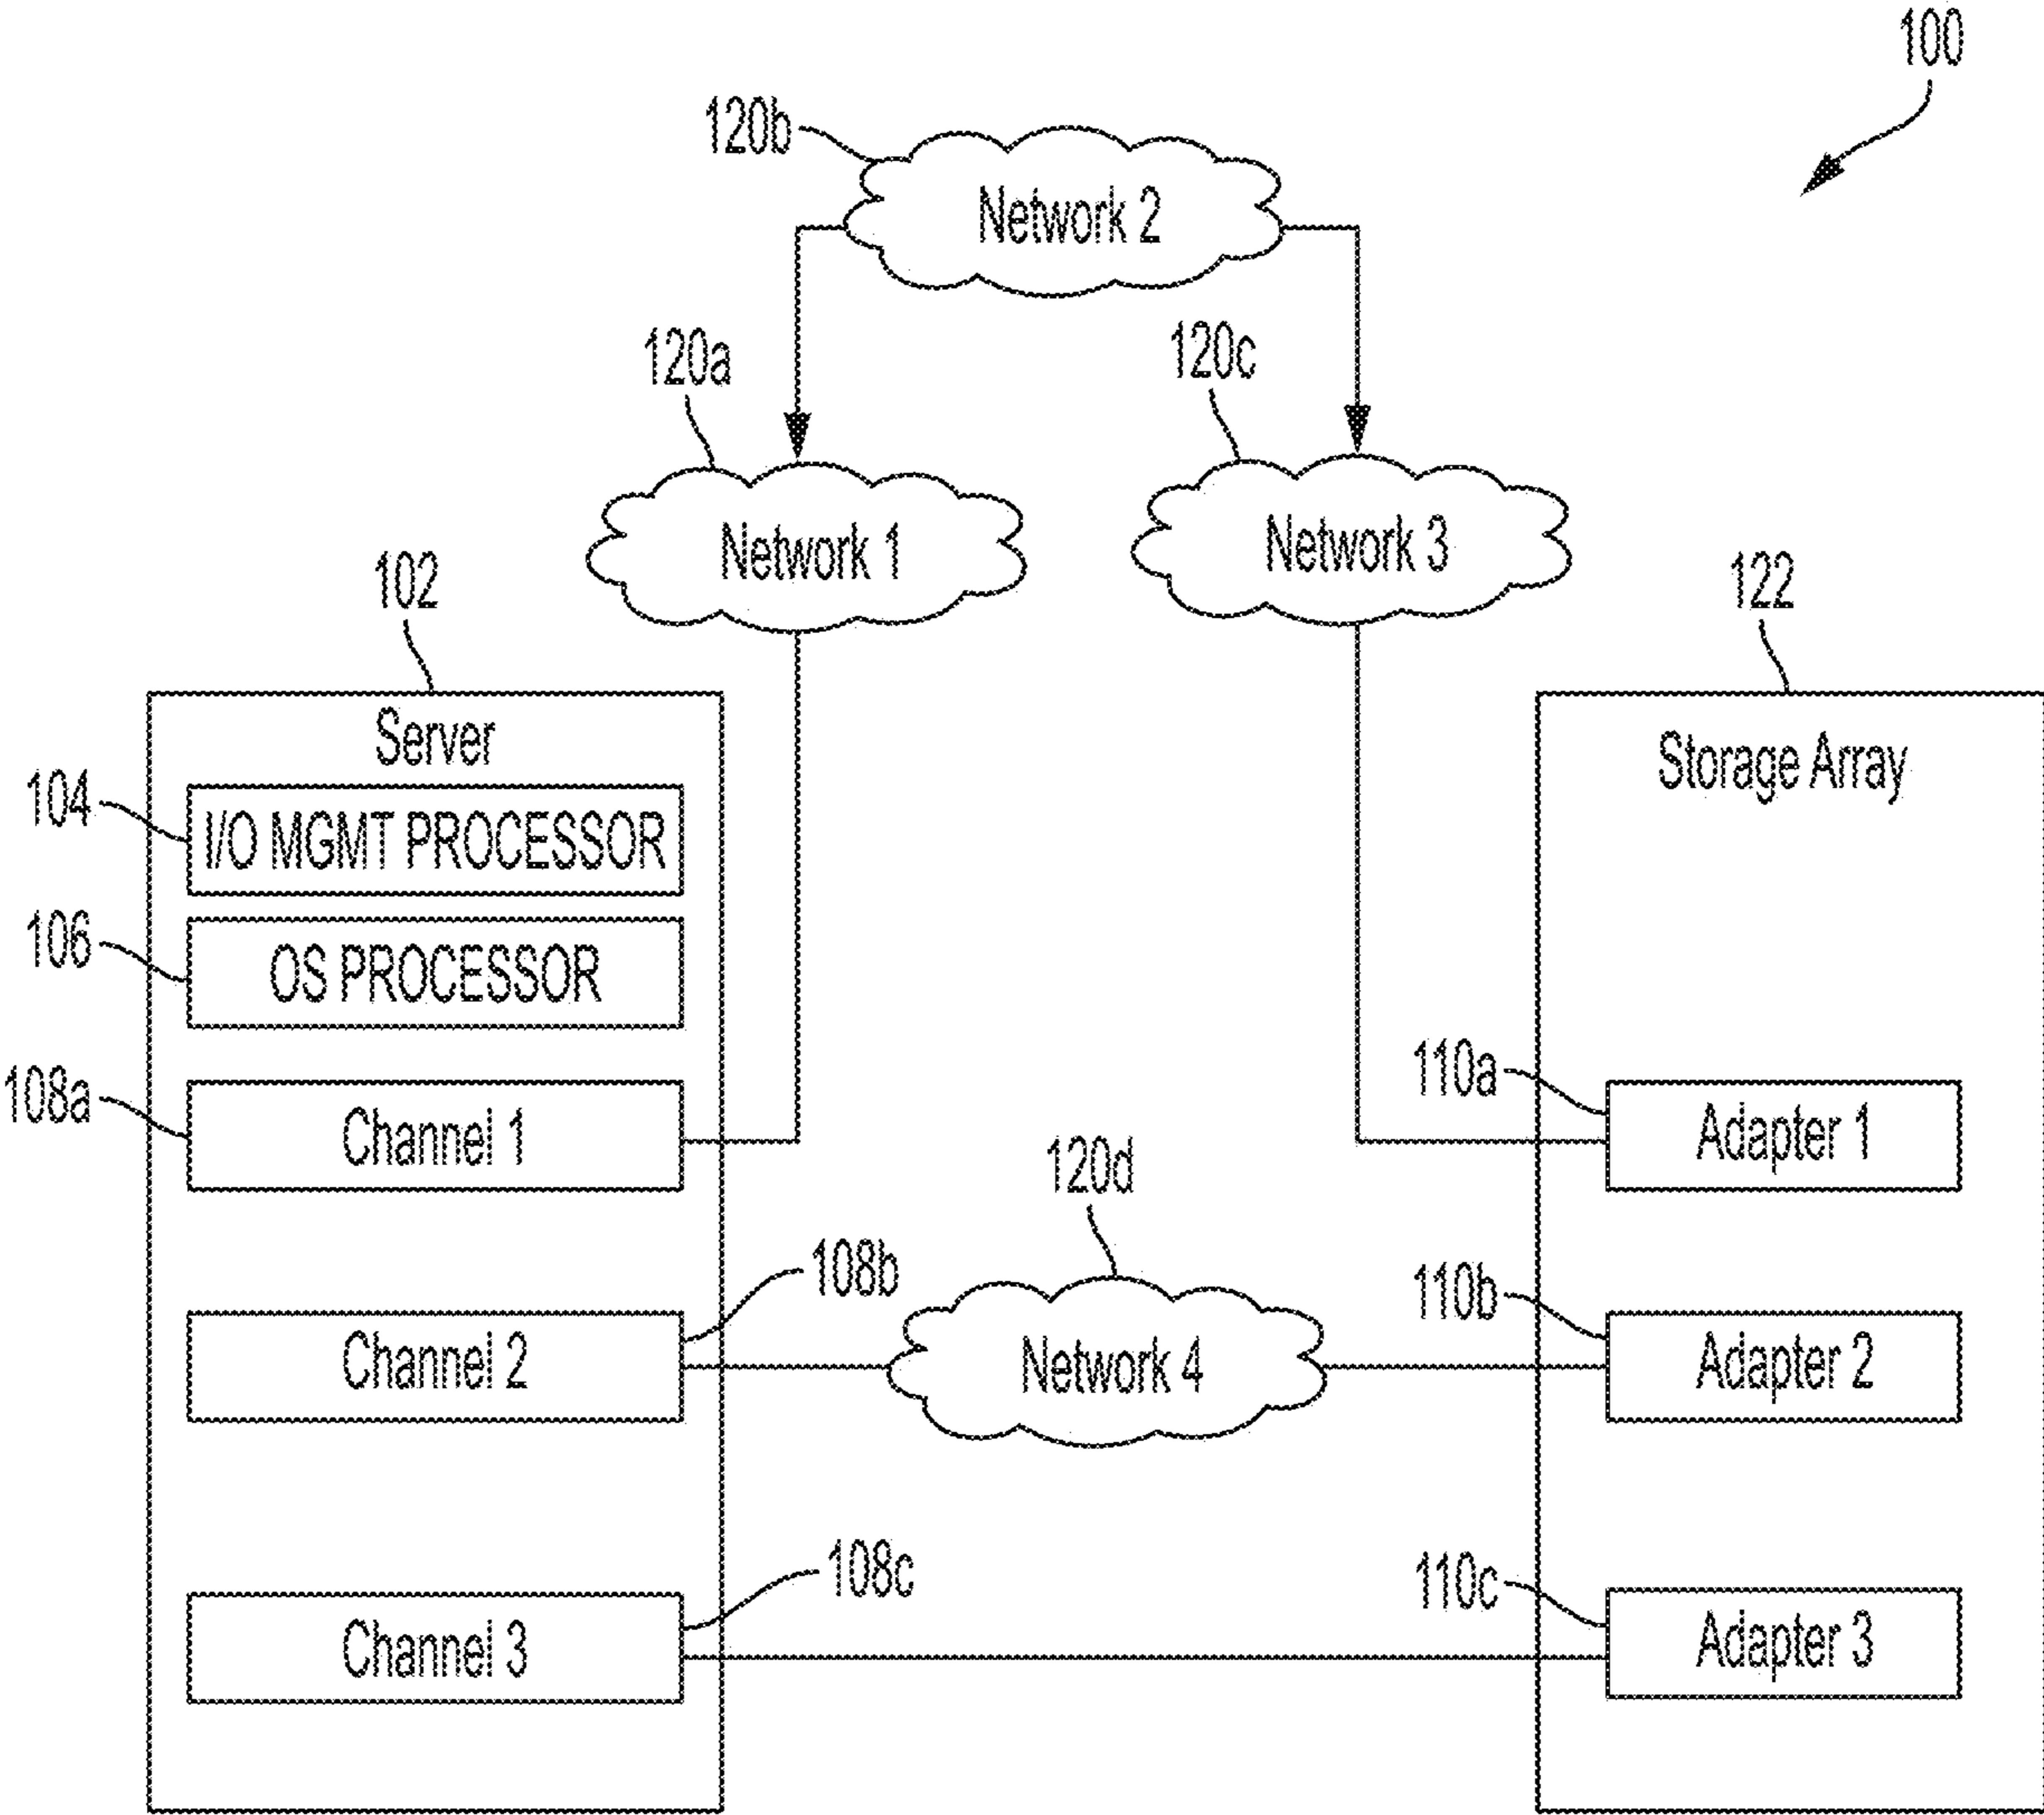 100
120b
Network 2
120a
120c
Network 1
Network 3
102
122
Server
Storage Array
104
I/O MGMT PROCESSOR
106
OS PROCESSOR
108a
Channel 1
110a
Adapter 1
120d
108b
Channel 2
Network 4
110b
Adapter 2
108c
Channel 3
110c
Adapter 3